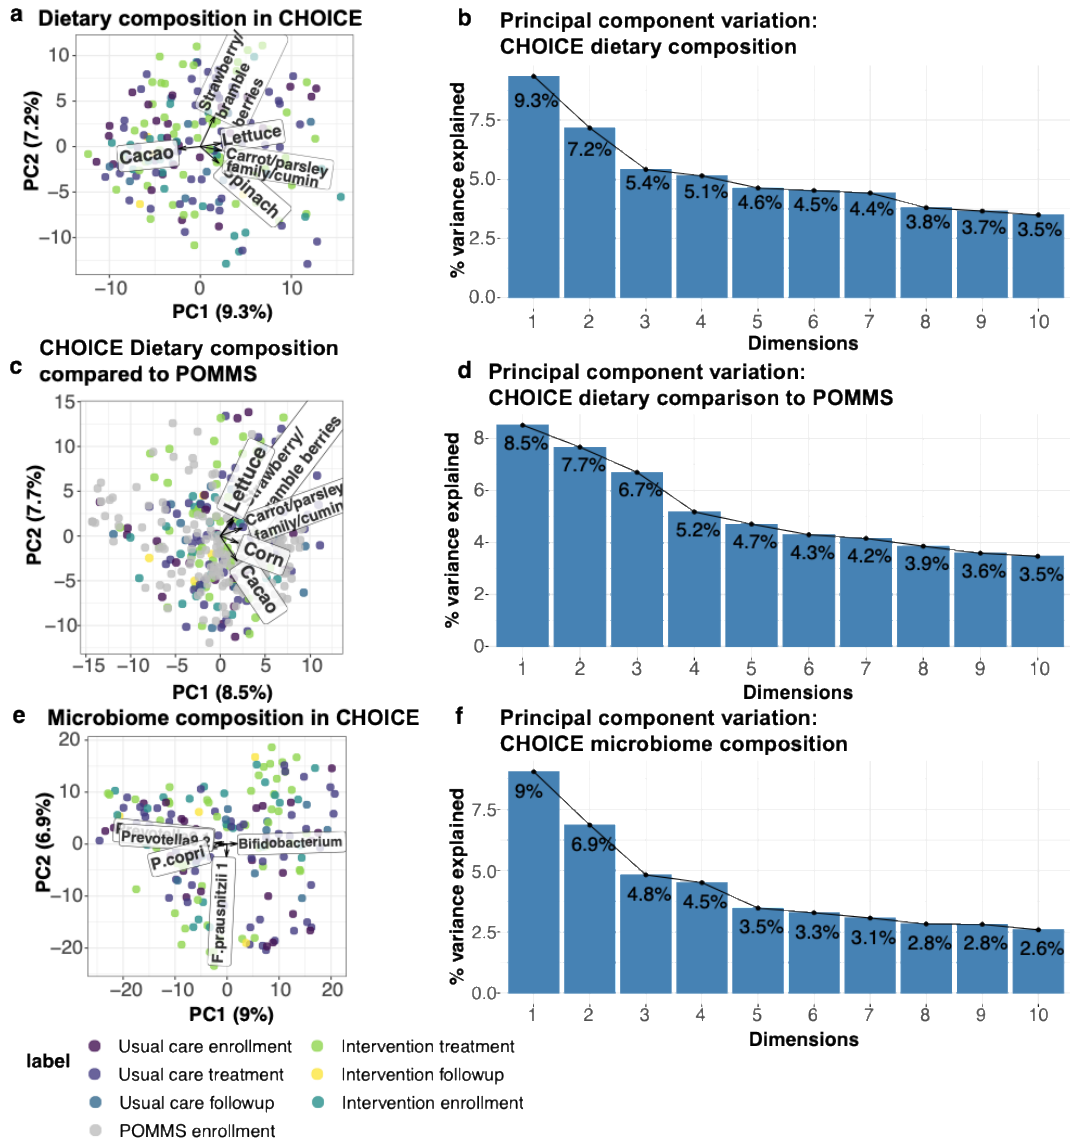 a Dietary composition in CHOICE
10
5
0
−5
−10
−10
0
10
PC2 (7.2%)
PC1 (9.3%)
Strawberry/
bramble
berries
Lettuce
Cacao
Carrot/parsley
family/cumin
Spinach
b Principal component variation:
CHOICE dietary composition
% variance explained
7.5
5.0
2.5
0.0
9.3%
7.2%
5.4%
5.1%
4.6%
4.5%
4.4%
3.8%
3.7%
3.5%
1 2 3 4 5 6 7 8 9 10
Dimensions
c CHOICE Dietary composition
compared to POMMS
15
10
5
0
−5
−10
−15 −10 −5 0 5 10
PC2 (7.7%)
PC1 (8.5%)
Lettuce
Strawberry/
bramble berries
Carrot/parsley
family/cumin
Corn
Cacao
d Principal component variation:
CHOICE dietary comparison to POMMS
% variance explained
8
6
4
2
0
8.5%
7.7%
6.7%
5.2%
4.7%
4.3%
4.2%
3.9%
3.6%
3.5%
1 2 3 4 5 6 7 8 9 10
Dimensions
e Microbiome composition in CHOICE
20
10
0
−10
−20
−20 −10 0 10 20
PC2 (6.9%)
PC1 (9%)
Prevotella9
P.copri
Bifidobacterium
F.prausnitzii 1
f Principal component variation:
CHOICE microbiome composition
% variance explained
7.5
5.0
2.5
0.0
9%
6.9%
4.8%
4.5%
3.5%
3.3%
3.1%
2.8%
2.8%
2.6%
1 2 3 4 5 6 7 8 9 10
Dimensions
label
Usual care enrollment
Usual care treatment
Usual care followup
POMMS enrollment
Intervention treatment
Intervention followup
Intervention enrollment